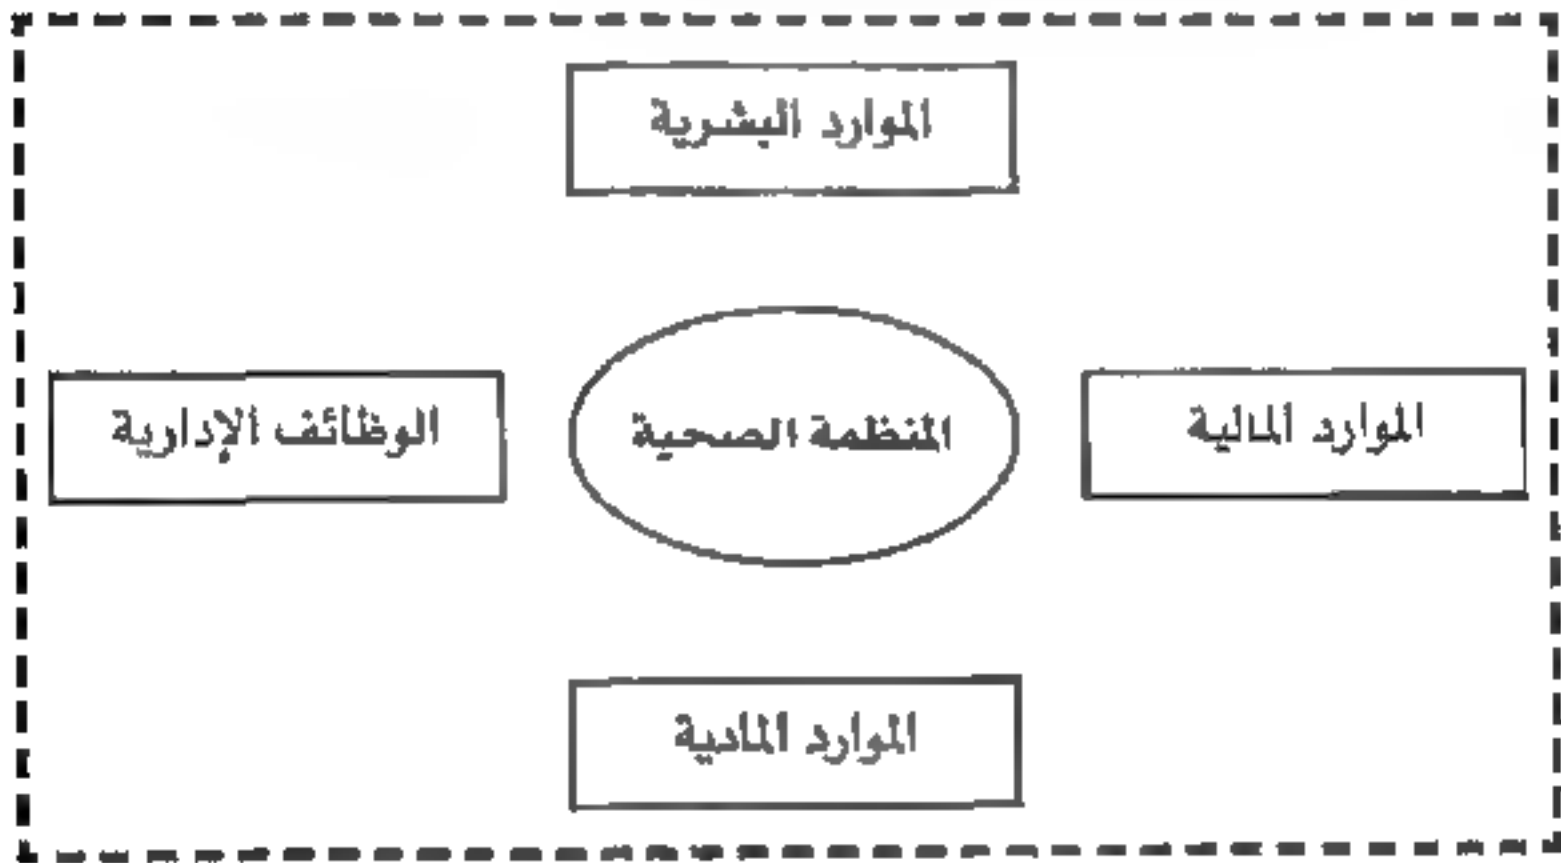 الموارد البشرية
الموارد المالية
المنظمة الصحية
الوظائف الإدارية
الموارد المادية